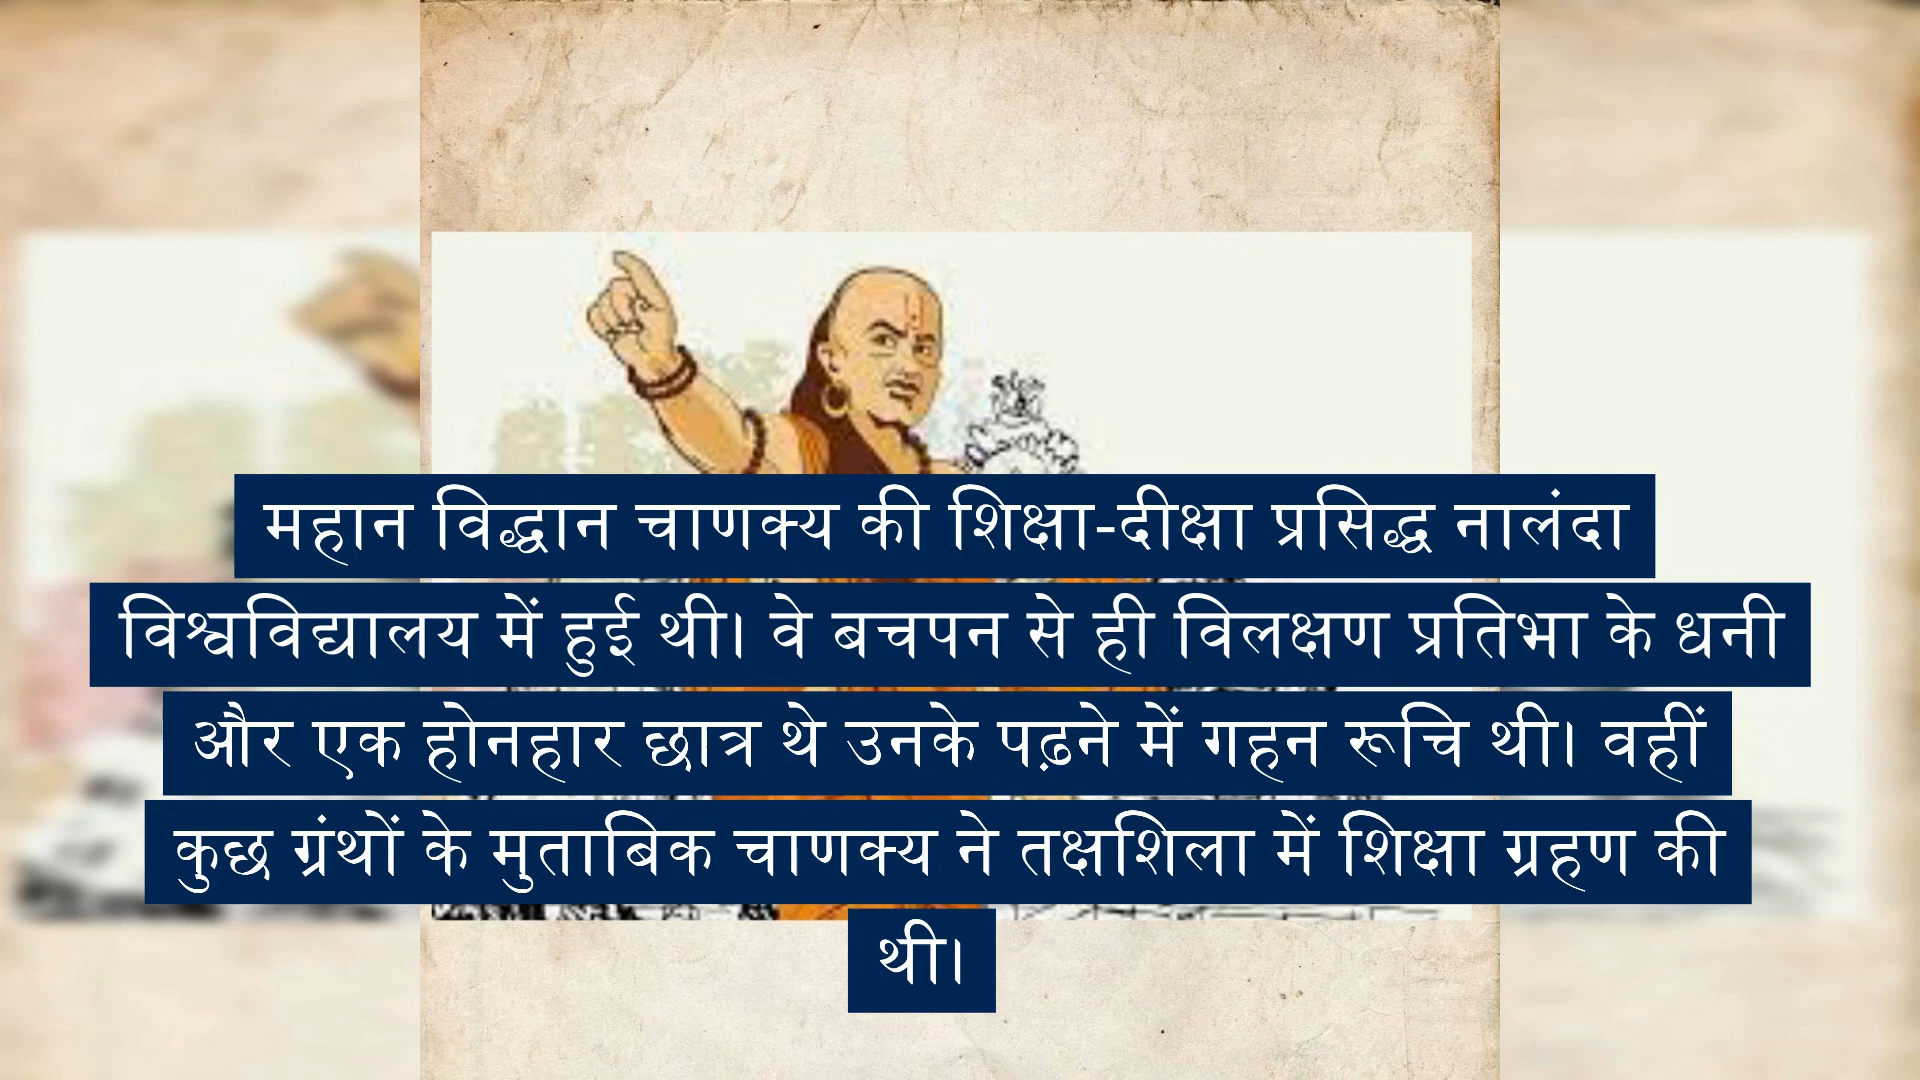 महान विद्धान चाणक्य की शिक्षा-दीक्षा प्रसिद्ध नालंदा
विश्वविद्यालय में हुई थी। वे बचपन से ही विलक्षण प्रतिभा के धनी
और एक होनहार छात्र थे उनके पढ़ने में गहन रूचि थी। वहीं
कुछ ग्रंथों के मुताबिक चाणक्य ने तक्षशिला में शिक्षा ग्रहण की
थी।